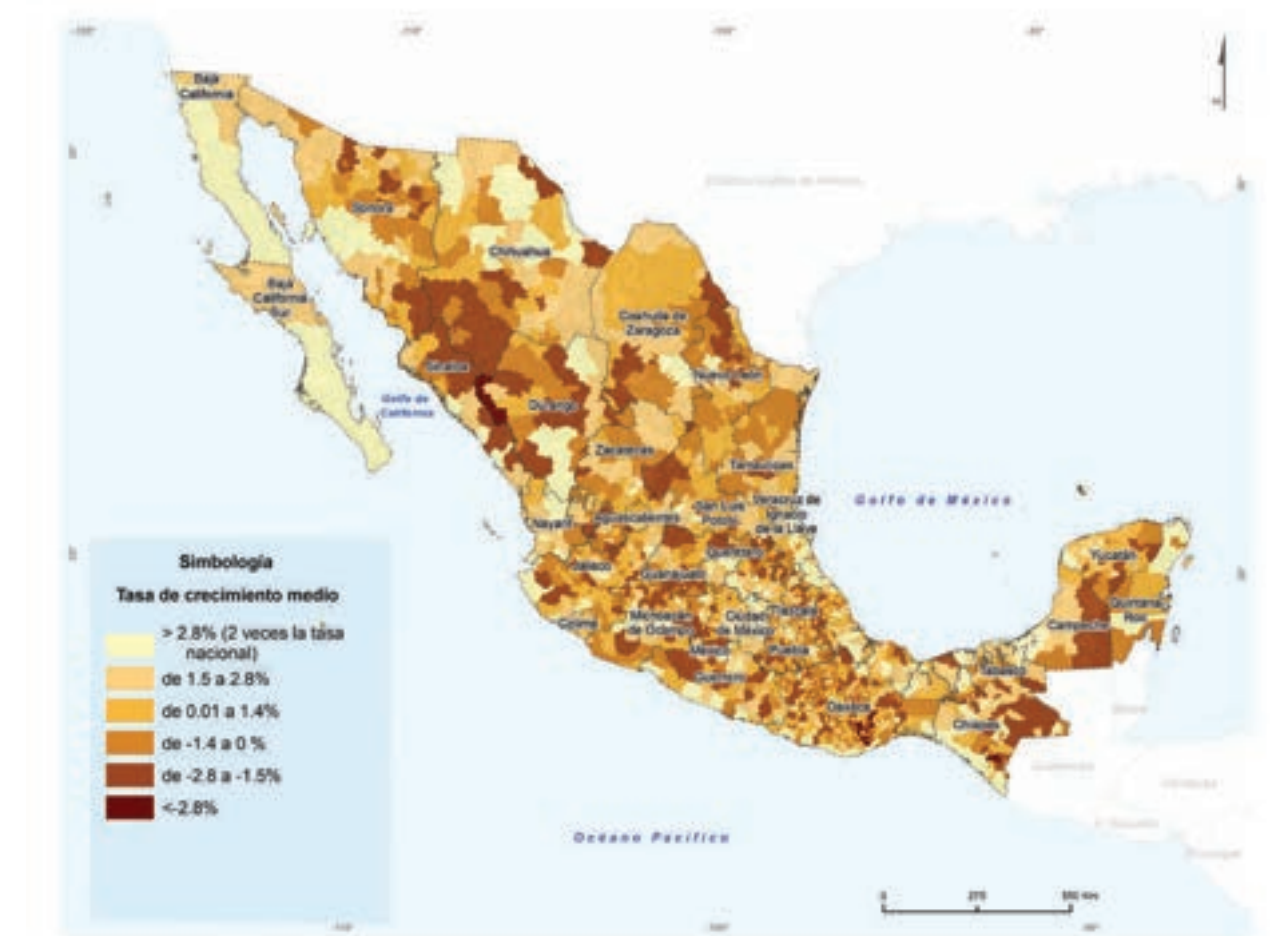 Baja
California
Sonora
Chihuahua
Baja
California
Sur
Coahuila de
Zaragoza
Sinaloa
Nuevo León
Golfo de
California
Durango
Zacatecas
Tamaulipas
Golfo de México
Nayarit
Aguascalientes
San Luis
Potosí
Veracruz de
Ignacio
de la Llave
Querétaro
Yucatán
Jalisco
Guanajuato
Quintana
Roo
Colima
Michoacán
de Ocampo
Ciudad
de México
Tlaxcala
Campeche
México
Puebla
Tabasco
Guerrero
Oaxaca
Chiapas
Simbología
Tasa de crecimiento medio
> 2.8% (2 veces la tasa
nacional)
de 1.5 a 2.8%
de 0.01 a 1.4%
de -1.4 a 0 %
de -2.8 a -1.5%
<-2.8%
Océano Pacífico
0